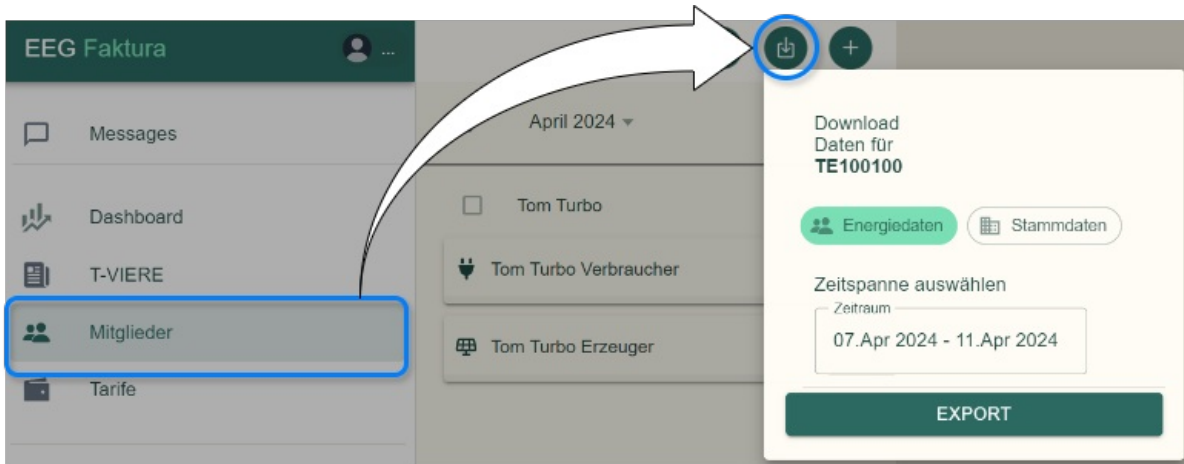 EEG Faktura
...
Messages
Dashboard
T-VIERE
Mitglieder
Tarife
April 2024
Tom Turbo
Tom Turbo Verbraucher
Tom Turbo Erzeuger
+
Download
Daten für
TE100100
Energiedaten
Stammdaten
Zeitspanne auswählen
Zeitraum
07.Apr 2024 - 11.Apr 2024
EXPORT